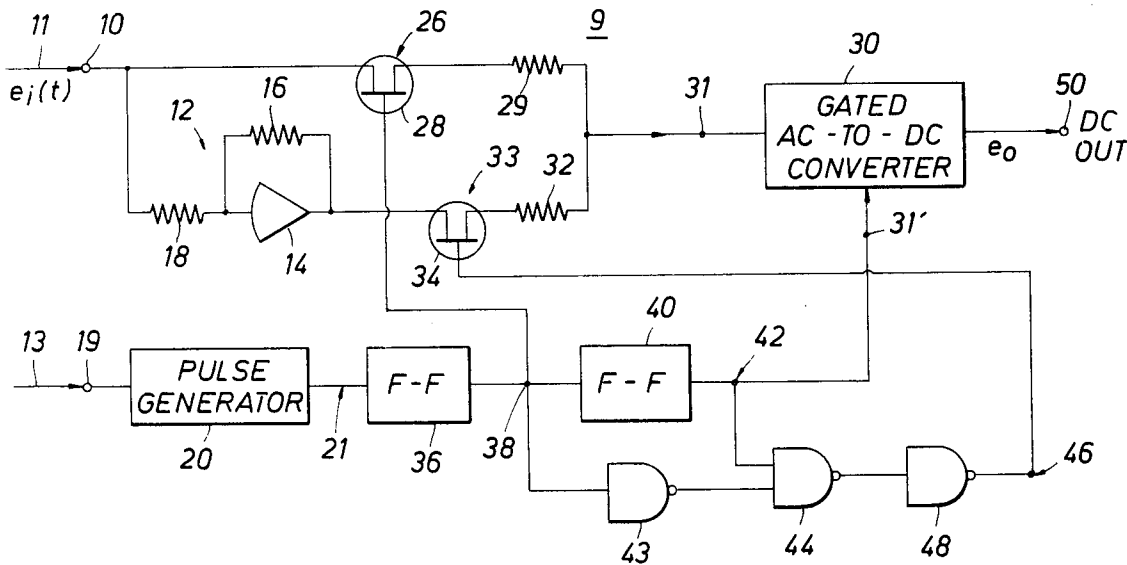 11
10
e_i(t)
26
9
28
29
12
16
18
14
33
34
32
31
30
GATED
AC-TO-DC
CONVERTER
50
DC
OUT
e_o
31'
13
19
PULSE
GENERATOR
20
21
F-F
36
38
40
F-F
42
43
44
48
46